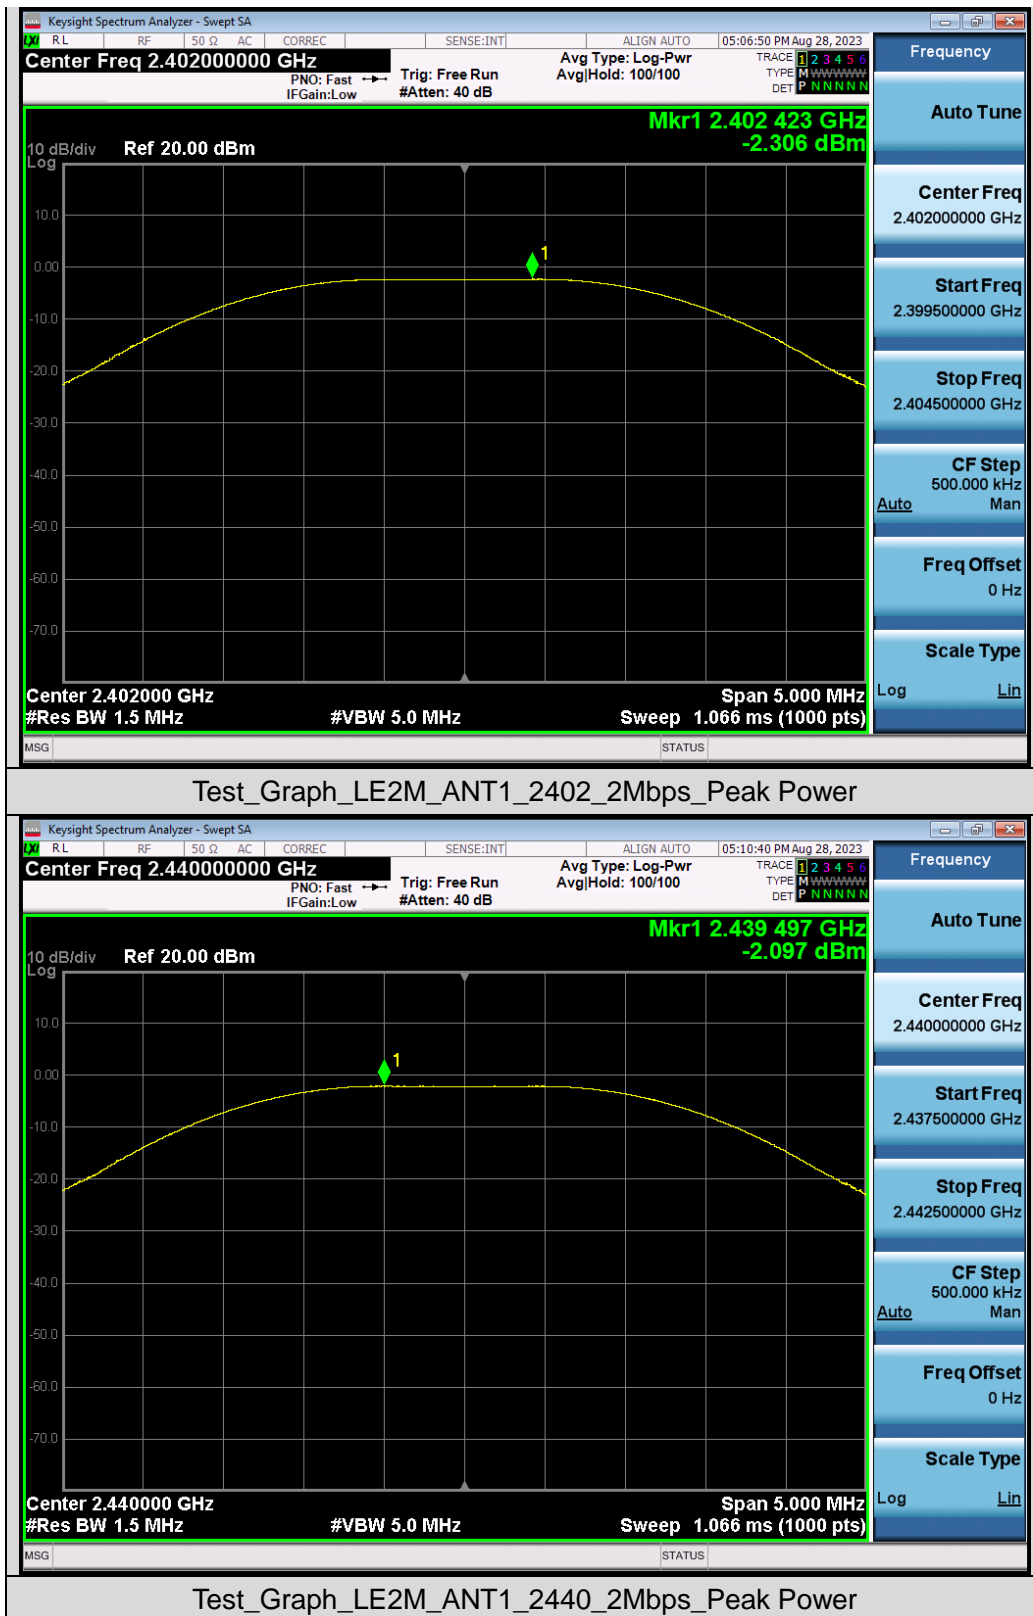 Keysight Spectrum Analyzer - Swept SA
LXI RL RF 50 Ω AC CORREC SENSE:INT ALIGN AUTO 05:06:50 PM Aug 28, 2023
Center Freq 2.402000000 GHz
PNO: Fast
IFGain:Low
Trig: Free Run
#Atten: 40 dB
Avg Type: Log-Pwr
Avg|Hold: 100/100
TRACE 1 2 3 4 5 6
TYPE M WWWWW
DET P N N N N N
Mkr1 2.402 423 GHz
-2.306 dBm
10 dB/div Ref 20.00 dBm
Log
10.0
0.00
-10.0
-20.0
-30.0
-40.0
-50.0
-60.0
-70.0
1
Center 2.402000 GHz Span 5.000 MHz
#Res BW 1.5 MHz #VBW 5.0 MHz Sweep 1.066 ms (1000 pts)
MSG STATUS
Frequency
Auto Tune
Center Freq
2.402000000 GHz
Start Freq
2.399500000 GHz
Stop Freq
2.404500000 GHz
CF Step
500.000 kHz
Auto Man
Freq Offset
0 Hz
Scale Type
Log Lin
Test_Graph_LE2M_ANT1_2402_2Mbps_Peak Power
Keysight Spectrum Analyzer - Swept SA
LXI RL RF 50 Ω AC CORREC SENSE:INT ALIGN AUTO 05:10:40 PM Aug 28, 2023
Center Freq 2.440000000 GHz
PNO: Fast
IFGain:Low
Trig: Free Run
#Atten: 40 dB
Avg Type: Log-Pwr
Avg|Hold: 100/100
TRACE 1 2 3 4 5 6
TYPE M WWWWW
DET P N N N N N
Mkr1 2.439 497 GHz
-2.097 dBm
10 dB/div Ref 20.00 dBm
Log
10.0
0.00
-10.0
-20.0
-30.0
-40.0
-50.0
-60.0
-70.0
1
Center 2.440000 GHz Span 5.000 MHz
#Res BW 1.5 MHz #VBW 5.0 MHz Sweep 1.066 ms (1000 pts)
MSG STATUS
Frequency
Auto Tune
Center Freq
2.440000000 GHz
Start Freq
2.437500000 GHz
Stop Freq
2.442500000 GHz
CF Step
500.000 kHz
Auto Man
Freq Offset
0 Hz
Scale Type
Log Lin
Test_Graph_LE2M_ANT1_2440_2Mbps_Peak Power